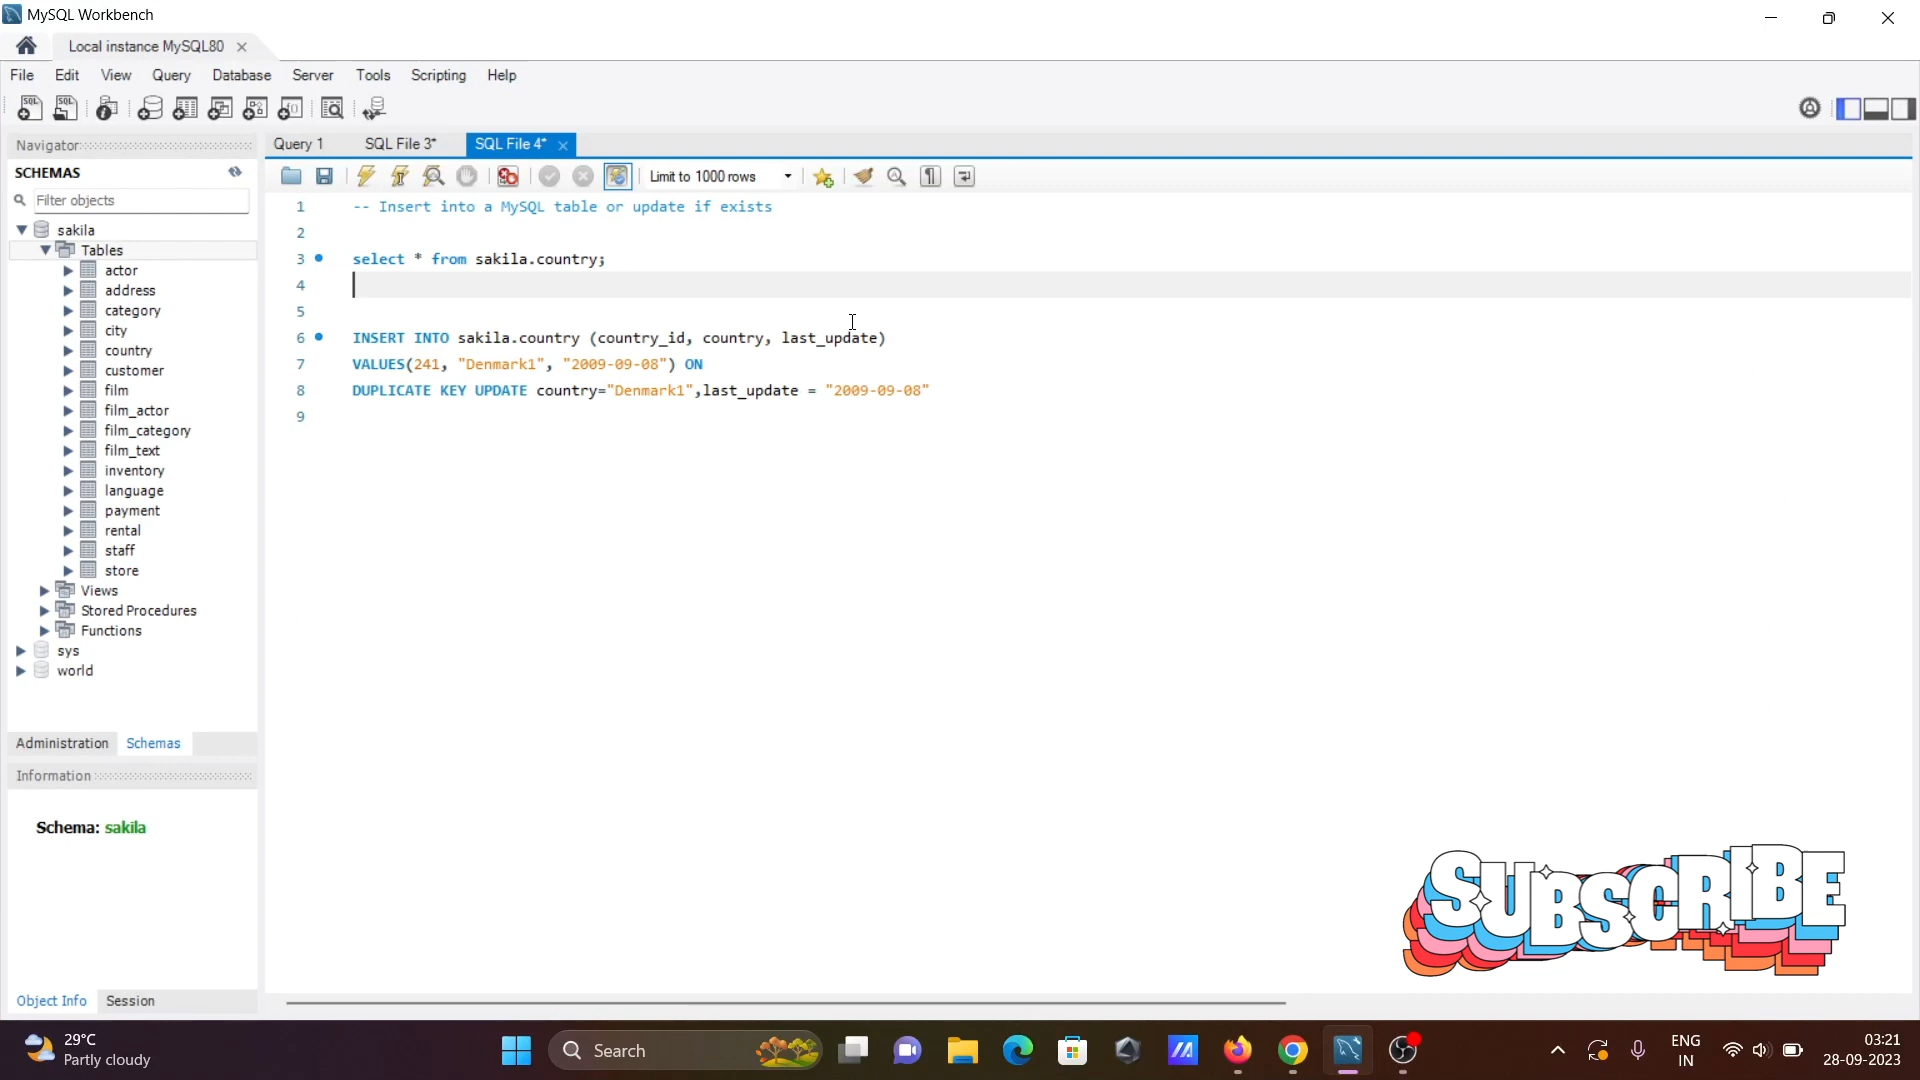 MySQL Workbench
Local instance MySQL80
File Edit View Query Database Server Tools Scripting Help
Navigator
Query 1 SQL File 3* SQL File 4*
SCHEMAS
Limit to 1000 rows
Filter objects
sakila
Tables
actor
address
category
city
country
customer
film
film_actor
film_category
film_text
inventory
language
payment
rental
staff
store
Views
Stored Procedures
Functions
sys
world
Administration Schemas
Information
Schema: sakila
Object Info Session
1 -- Insert into a MySQL table or update if exists
2
3 select * from sakila.country;
4
5
6 INSERT INTO sakila.country (country_id, country, last_update)
7 VALUES(241, "Denmark1", "2009-09-08") ON
8 DUPLICATE KEY UPDATE country="Denmark1",last_update = "2009-09-08"
9
SUBSCRIBE
29°C
Partly cloudy
Search
ENG
IN
03:21
28-09-2023